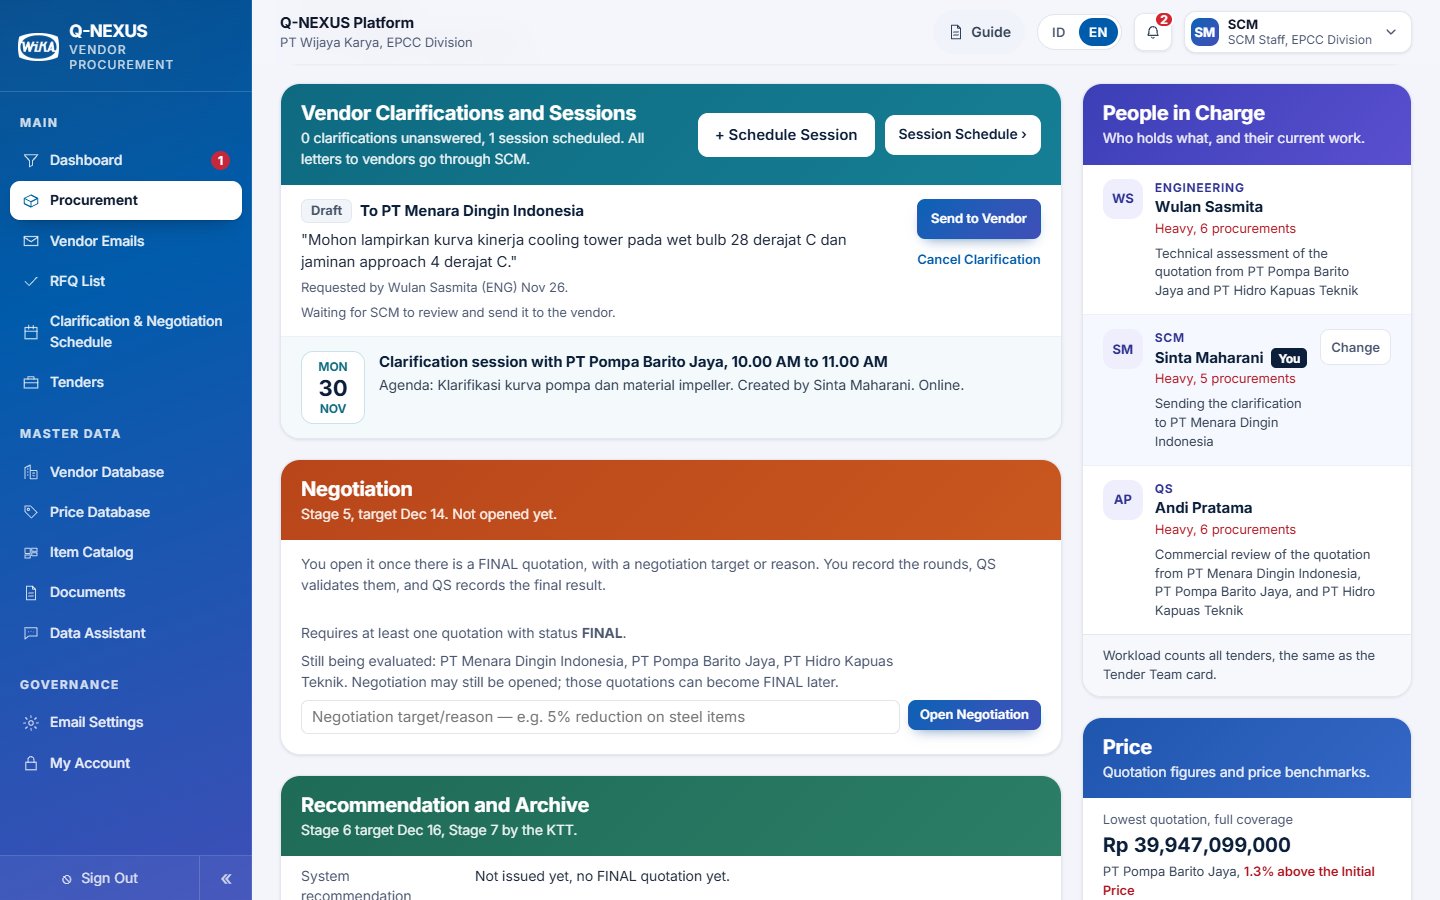 WIKA
Q-NEXUS
VENDOR
PROCUREMENT
MAIN
Dashboard 1
Procurement
Vendor Emails
RFQ List
Clarification & Negotiation
Schedule
Tenders
MASTER DATA
Vendor Database
Price Database
Item Catalog
Documents
Data Assistant
GOVERNANCE
Email Settings
My Account
Sign Out «
Q-NEXUS Platform
PT Wijaya Karya, EPCC Division
Guide
ID EN
2
SM
SCM
SCM Staff, EPCC Division
Vendor Clarifications and Sessions
0 clarifications unanswered, 1 session scheduled. All
letters to vendors go through SCM.
+ Schedule Session
Session Schedule ›
Draft To PT Menara Dingin Indonesia
"Mohon lampirkan kurva kinerja cooling tower pada wet bulb 28 derajat C dan
jaminan approach 4 derajat C."
Requested by Wulan Sasmita (ENG) Nov 26.
Waiting for SCM to review and send it to the vendor.
Send to Vendor
Cancel Clarification
MON
30
NOV
Clarification session with PT Pompa Barito Jaya, 10.00 AM to 11.00 AM
Agenda: Klarifikasi kurva pompa dan material impeller. Created by Sinta Maharani. Online.
Negotiation
Stage 5, target Dec 14. Not opened yet.
You open it once there is a FINAL quotation, with a negotiation target or reason. You record the rounds, QS
validates them, and QS records the final result.
Requires at least one quotation with status FINAL.
Still being evaluated: PT Menara Dingin Indonesia, PT Pompa Barito Jaya, PT Hidro Kapuas
Teknik. Negotiation may still be opened; those quotations can become FINAL later.
Negotiation target/reason — e.g. 5% reduction on steel items
Open Negotiation
Recommendation and Archive
Stage 6 target Dec 16, Stage 7 by the KTT.
System
recommendation
Not issued yet, no FINAL quotation yet.
People in Charge
Who holds what, and their current work.
WS
ENGINEERING
Wulan Sasmita
Heavy, 6 procurements
Technical assessment of the
quotation from PT Pompa Barito
Jaya and PT Hidro Kapuas Teknik
SM
SCM
Sinta Maharani You
Change
Heavy, 5 procurements
Sending the clarification
to PT Menara Dingin
Indonesia
AP
QS
Andi Pratama
Heavy, 6 procurements
Commercial review of the quotation
from PT Menara Dingin Indonesia,
PT Pompa Barito Jaya, and PT Hidro
Kapuas Teknik
Workload counts all tenders, the same as the
Tender Team card.
Price
Quotation figures and price benchmarks.
Lowest quotation, full coverage
Rp 39,947,099,000
PT Pompa Barito Jaya, 1.3% above the Initial
Price